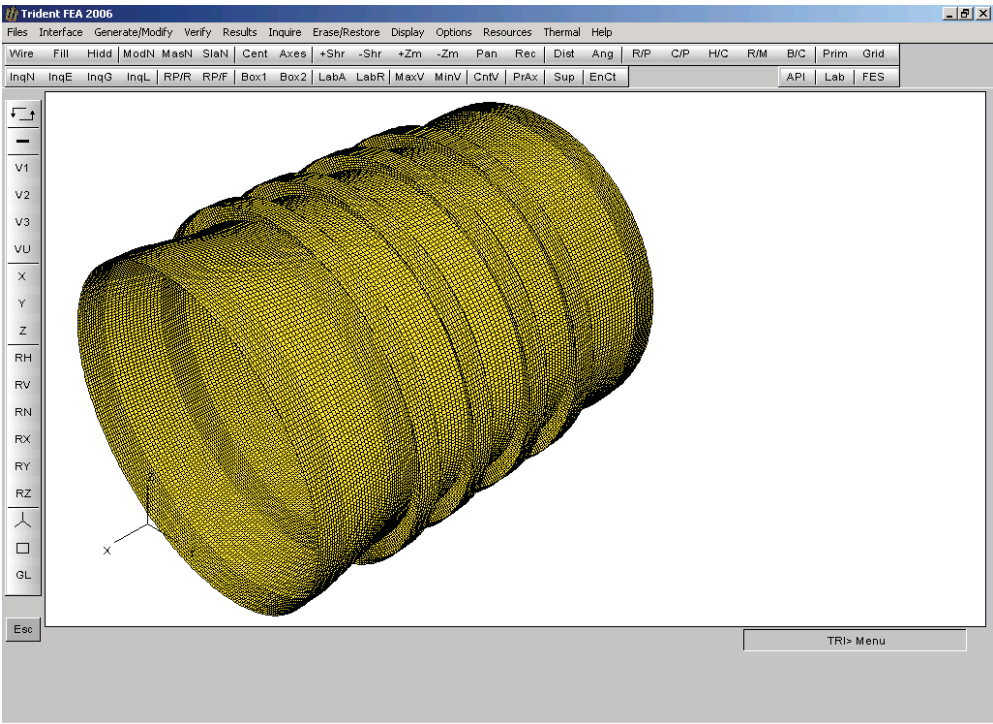 Trident FEA 2006
Files Interface Generate/Modify Verify Results Inquire Erase/Restore Display Options Resources Thermal Help
Wire Fill Hidd ModN MasN SlaN Cent Axes +Shr -Shr +Zm -Zm Pan Rec Dist Ang R/P C/P H/C R/M B/C Prim Grid
InqN InqE InqG InqL RP/R RP/F Box1 Box2 LabA LabR MaxV MinV CntV PrAx Sup EnCt API Lab FES
V1
V2
V3
VU
X
Y
Z
RH
RV
RN
RX
RY
RZ
X
GL
Esc
TRI> Menu